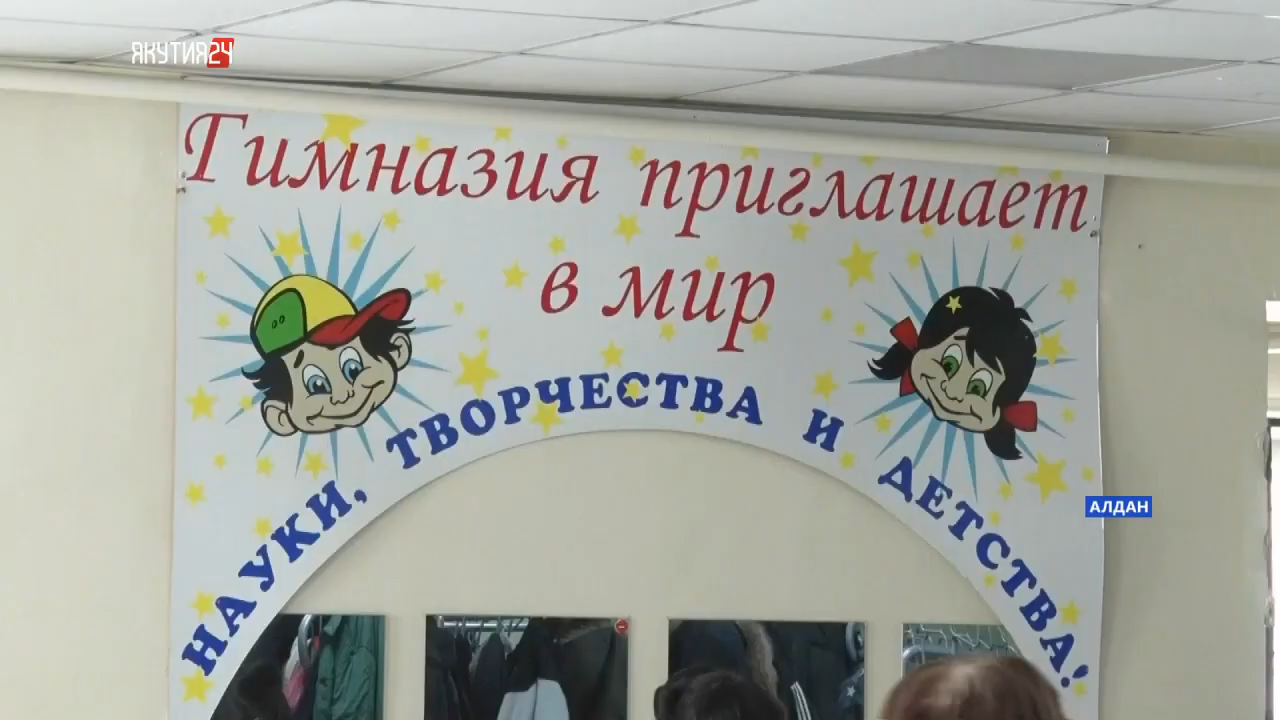 ЯКУТИЯ24
Гимназия приглашает
в мир
НАУКИ, ТВОРЧЕСТВА И ДЕТСТВА!
АЛДАН